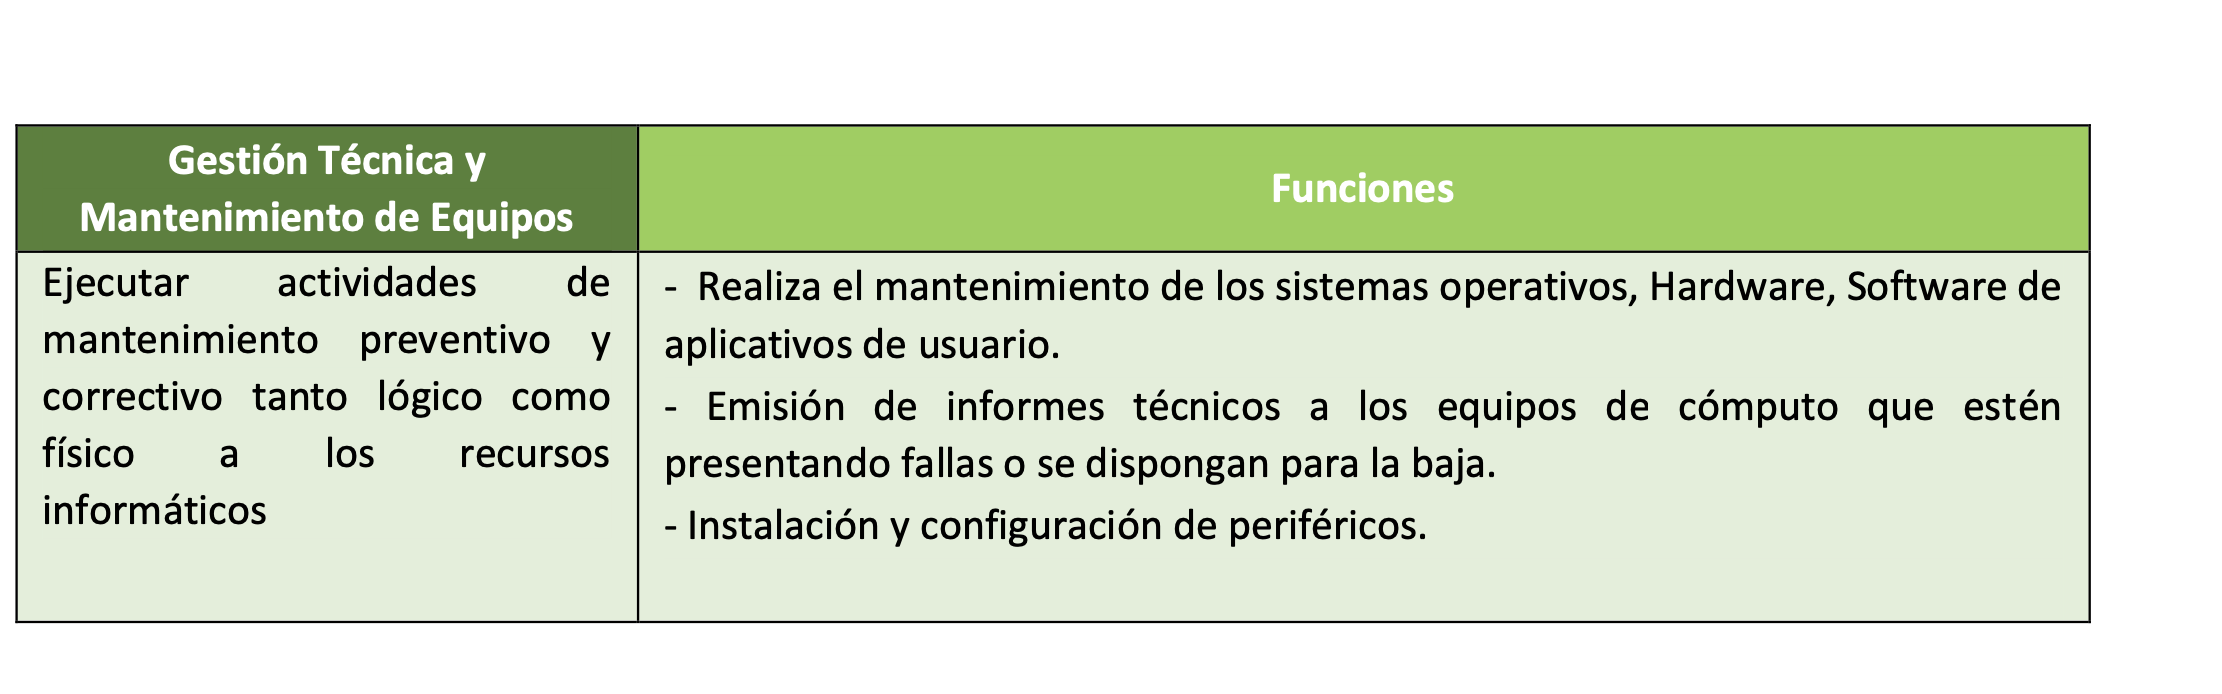 Gestión Técnica y
Mantenimiento de Equipos
Funciones
Ejecutar actividades de
mantenimiento preventivo y
correctivo tanto lógico como
físico a los recursos
informáticos
- Realiza el mantenimiento de los sistemas operativos, Hardware, Software de
aplicativos de usuario.
- Emisión de informes técnicos a los equipos de cómputo que estén
presentando fallas o se dispongan para la baja.
- Instalación y configuración de periféricos.